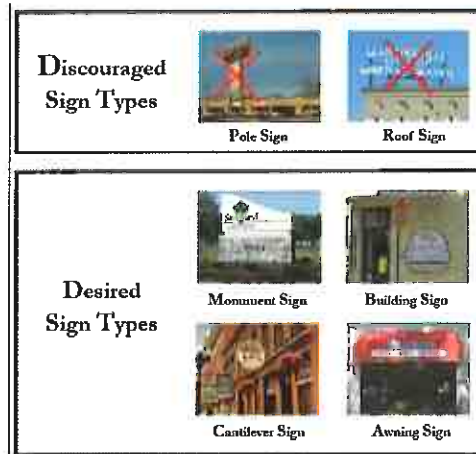 Discouraged
Sign Types
Pole Sign
Roof Sign
Desired
Sign Types
Monument Sign
Building Sign
Cantilever Sign
Awning Sign